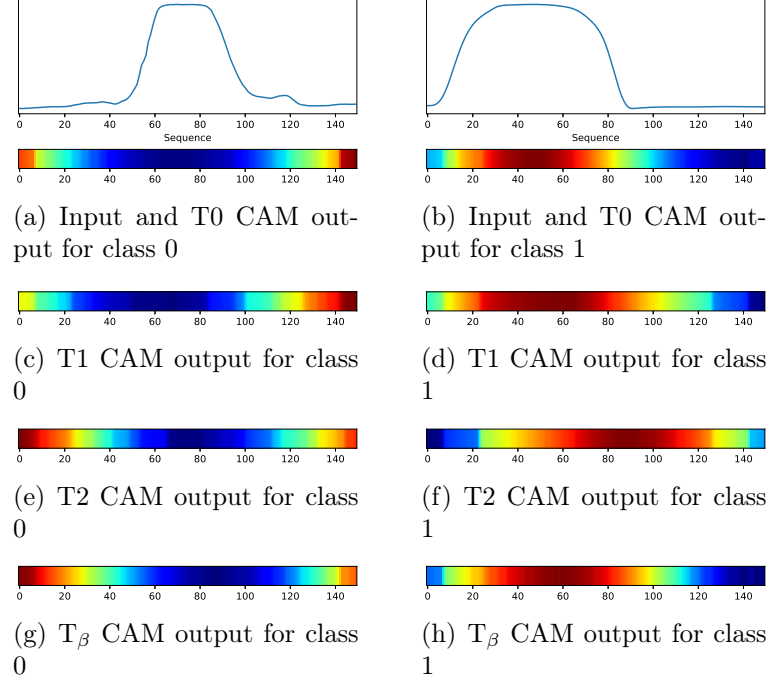 0 20 40 60 80 100 120 140
Sequence
0 20 40 60 80 100 120 140
(a) Input and T0 CAM out-
put for class 0
0 20 40 60 80 100 120 140
Sequence
0 20 40 60 80 100 120 140
(b) Input and T0 CAM out-
put for class 1
0 20 40 60 80 100 120 140
(c) T1 CAM output for class
0
0 20 40 60 80 100 120 140
(d) T1 CAM output for class
1
0 20 40 60 80 100 120 140
(e) T2 CAM output for class
0
0 20 40 60 80 100 120 140
(f) T2 CAM output for class
1
0 20 40 60 80 100 120 140
(g) Tβ CAM output for class
0
0 20 40 60 80 100 120 140
(h) Tβ CAM output for class
1